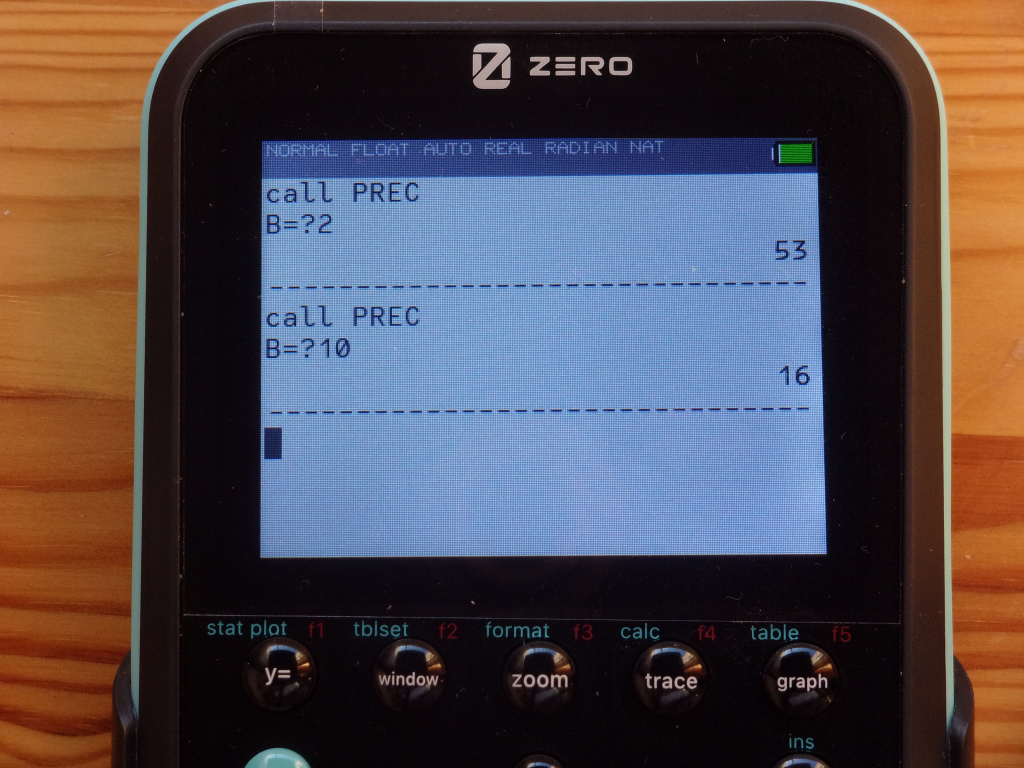 ZERO
NORMAL FLOAT AUTO REAL RADIAN NAT
call PREC
B=?2
53
call PREC
B=?10
16
stat plot f1 tblset f2 format f3 calc f4 table f5
y= window zoom trace graph
ins